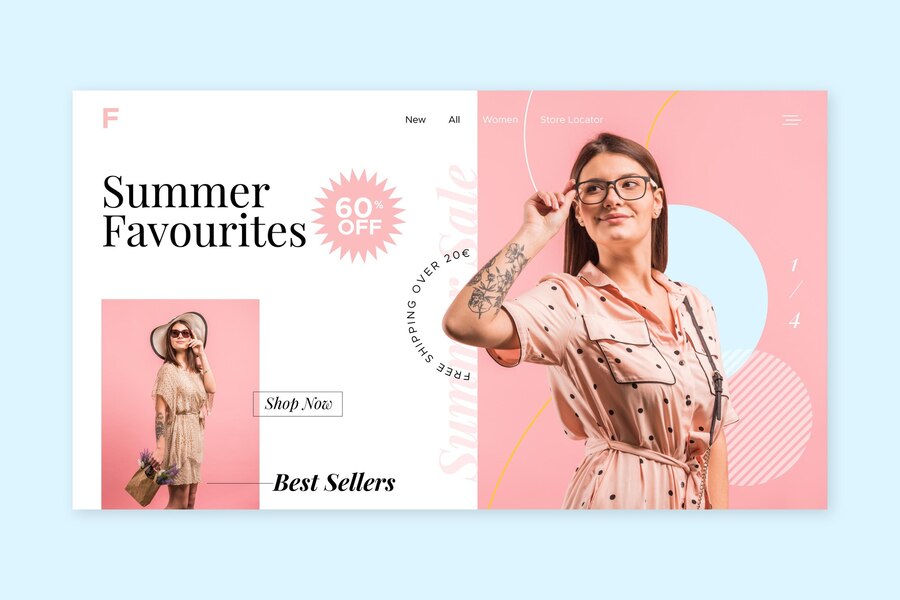 F
New All Women Store Locator
Summer
Favourites
60%
OFF
Summer Sale
FREE SHIPPING OVER 20€
1
/
4
Shop Now
Best Sellers